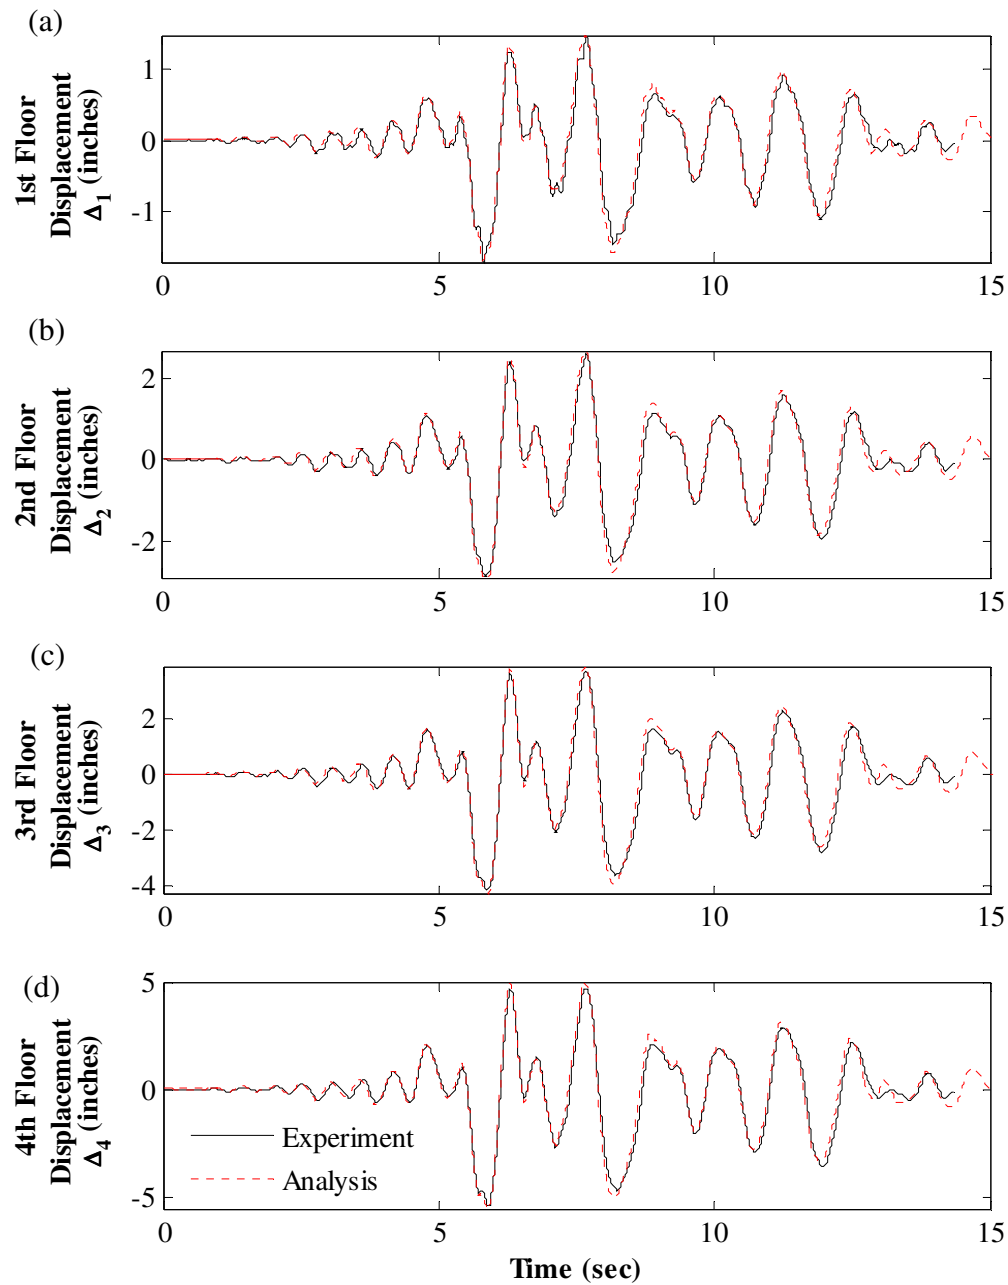 (a)
1st Floor
Displacement
Δ1 (inches)
1
0
-1
0 5 10 15
(b)
2nd Floor
Displacement
Δ2 (inches)
2
0
-2
0 5 10 15
(c)
3rd Floor
Displacement
Δ3 (inches)
2
0
-2
-4
0 5 10 15
(d)
4th Floor
Displacement
Δ4 (inches)
5
0
-5
Experiment
Analysis
0 5 10 15
Time (sec)